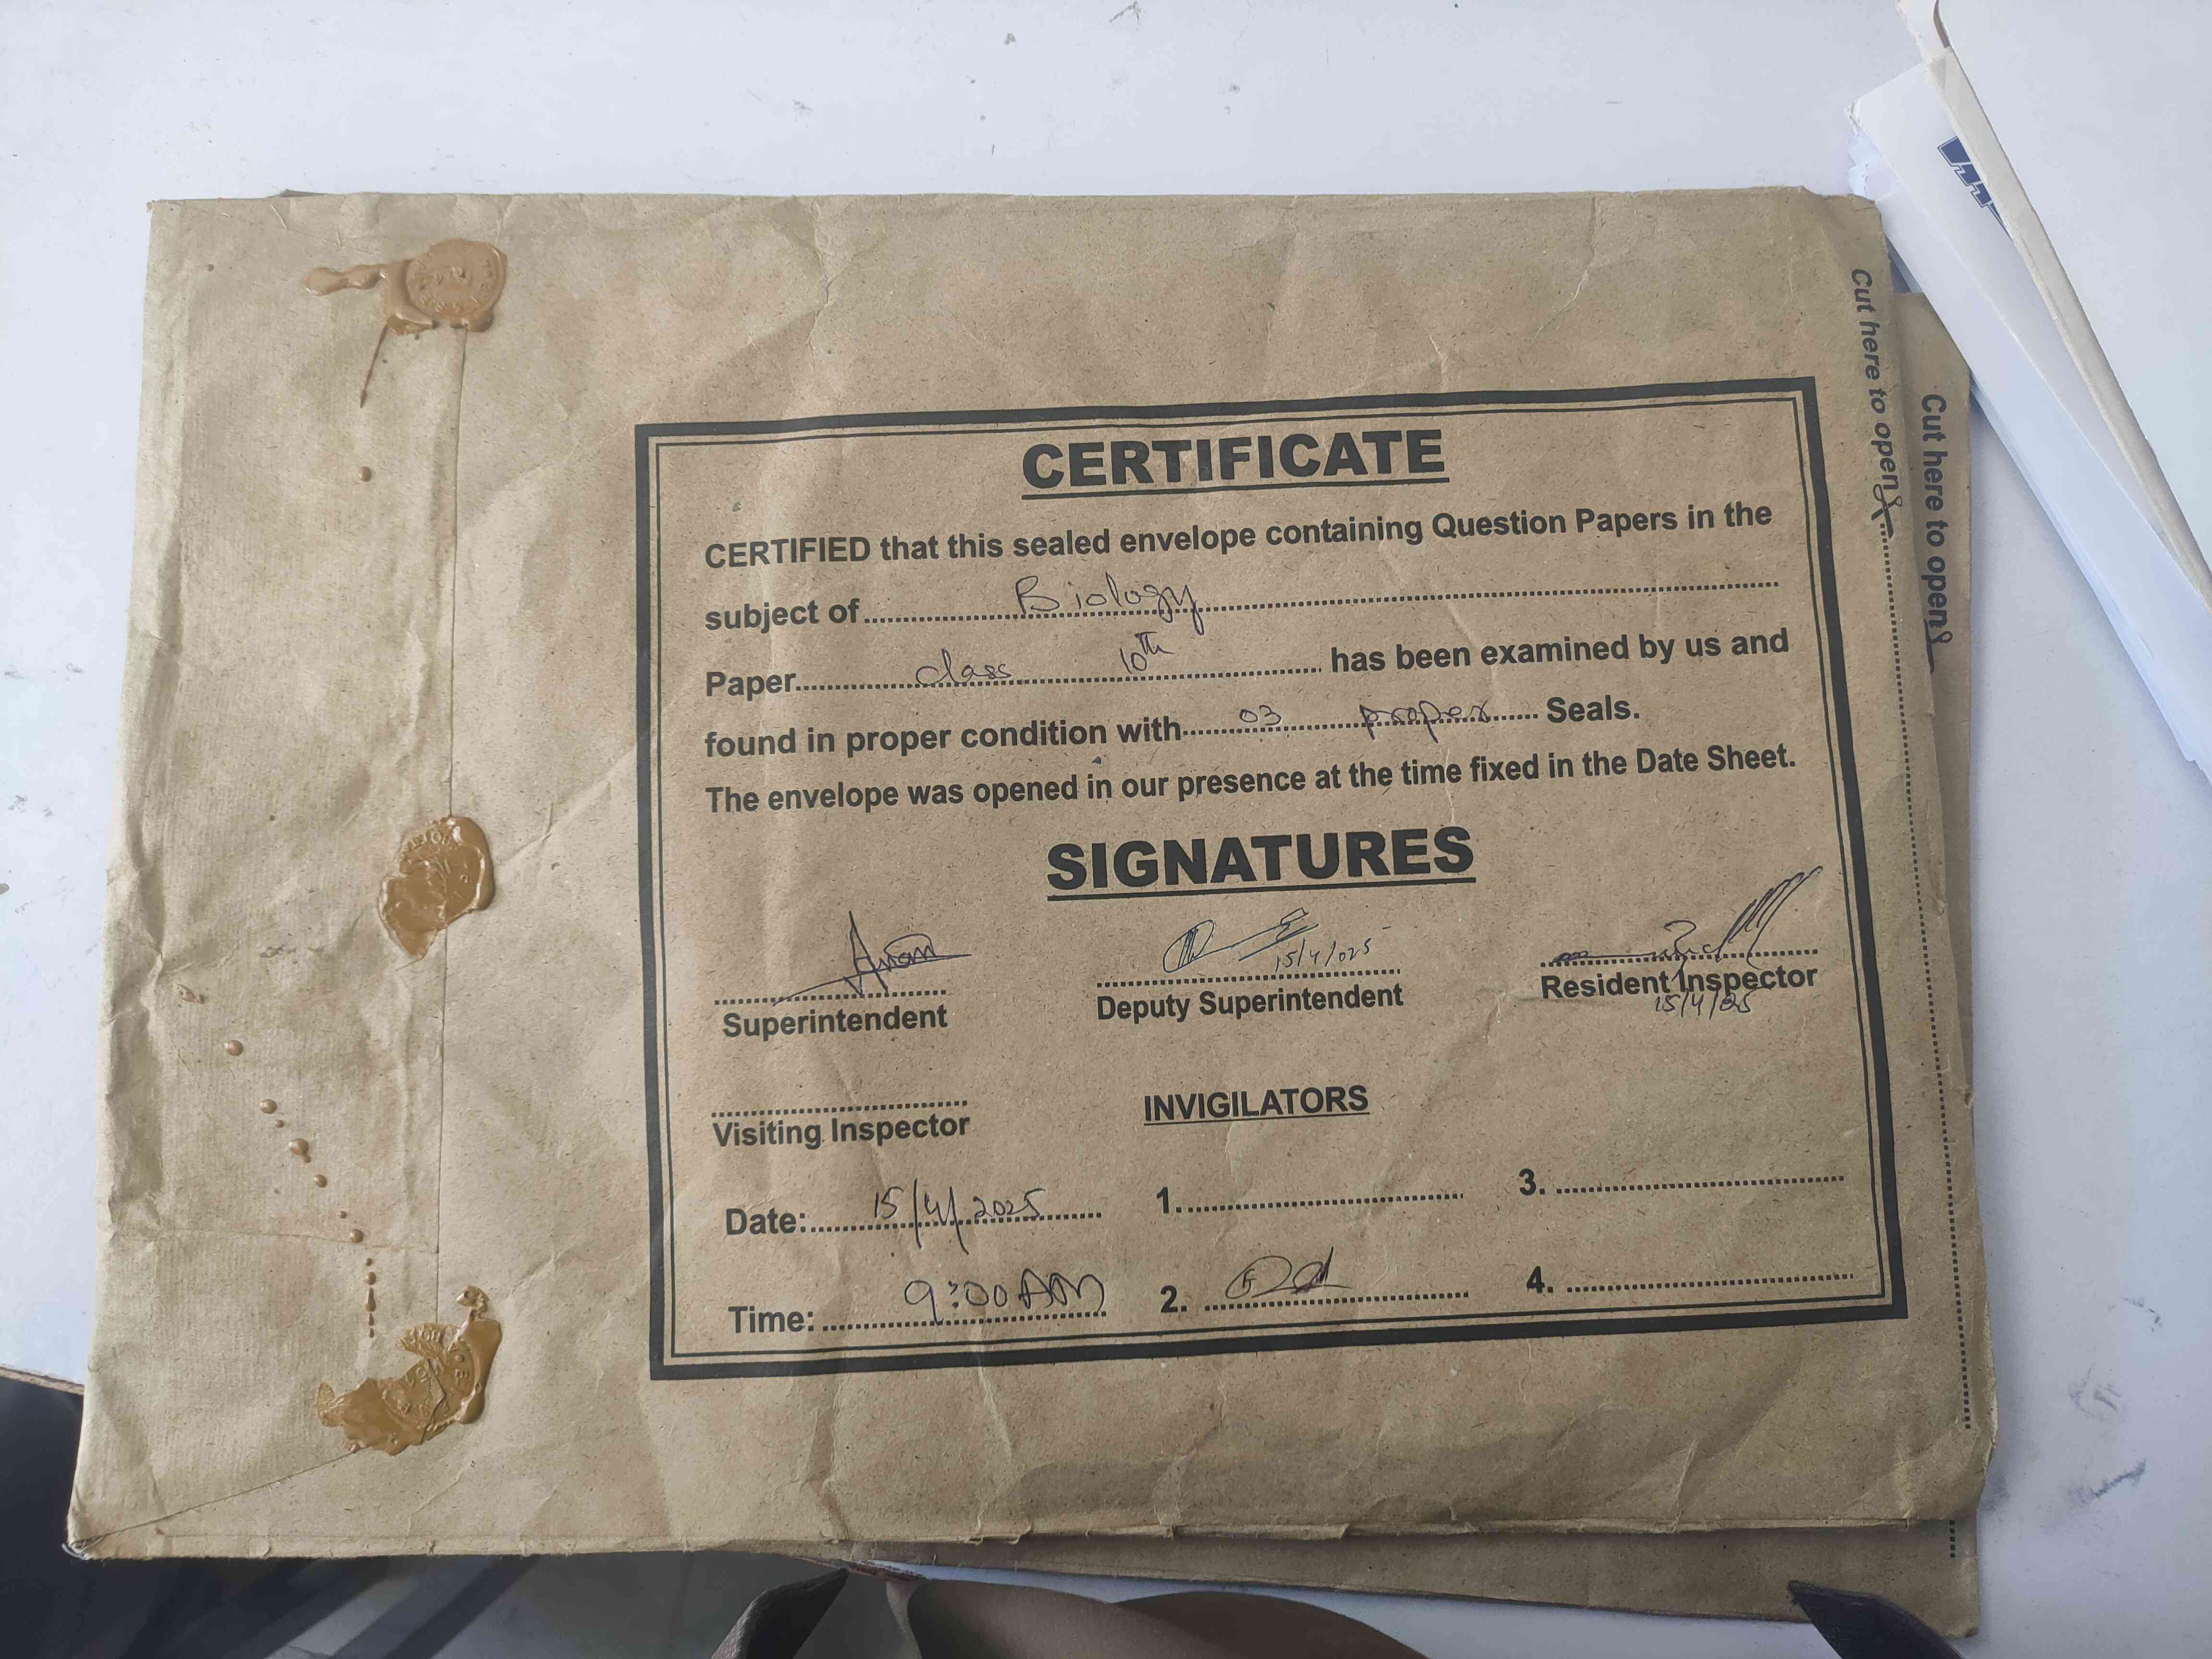 CERTIFICATE
CERTIFIED that this sealed envelope containing Question Papers in the
subject of Biology
Paper class 10th has been examined by us and
found in proper condition with 03 proper Seals.
The envelope was opened in our presence at the time fixed in the Date Sheet.
SIGNATURES
15/4/025
Superintendent Deputy Superintendent Resident Inspector
15/4/025
Visiting Inspector INVIGILATORS
Date: 15/4/2025 1. 3.
Time: 9:00 AM 2. 4.
Cut here to open
Cut here to open